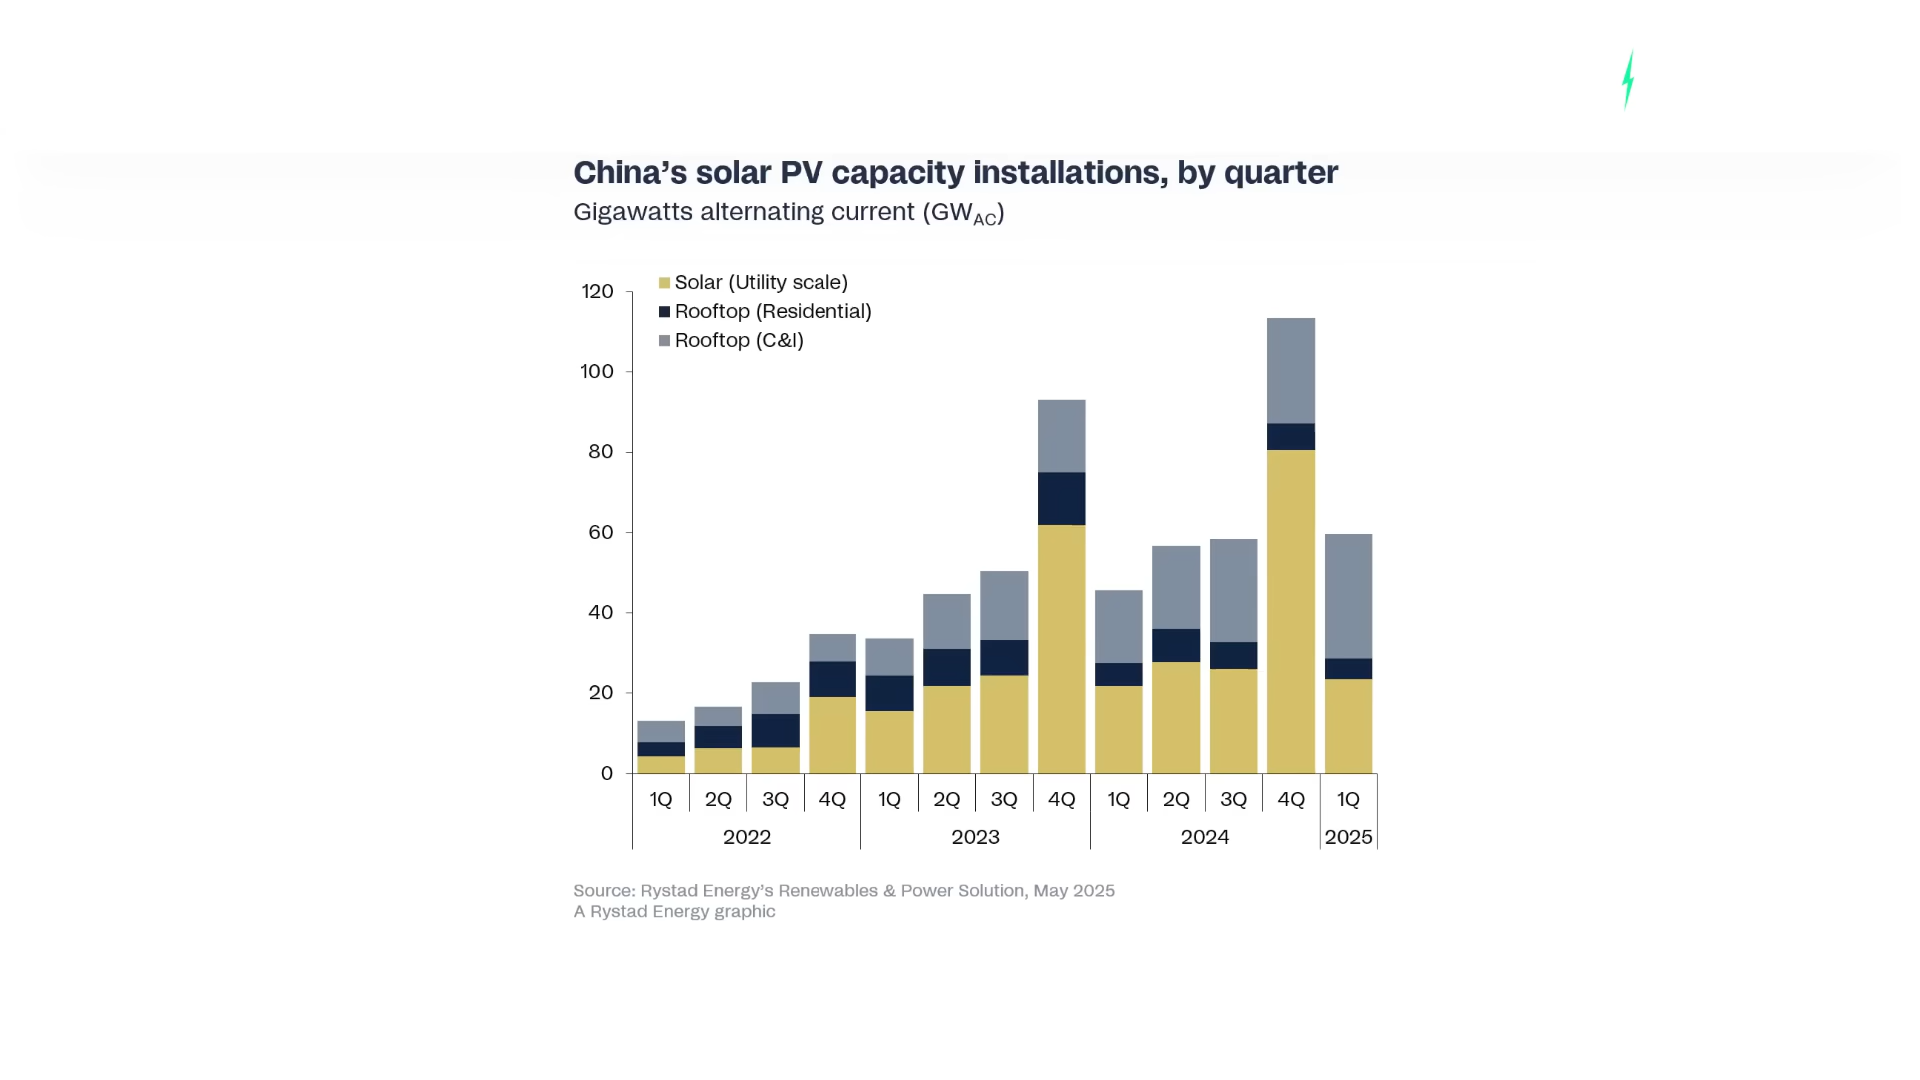 China’s solar PV capacity installations, by quarter
Gigawatts alternating current (GWAC)
Solar (Utility scale)
Rooftop (Residential)
Rooftop (C&I)
120
100
80
60
40
20
0
1Q 2Q 3Q 4Q 1Q 2Q 3Q 4Q 1Q 2Q 3Q 4Q 1Q
2022 2023 2024 2025
Source: Rystad Energy’s Renewables & Power Solution, May 2025
A Rystad Energy graphic